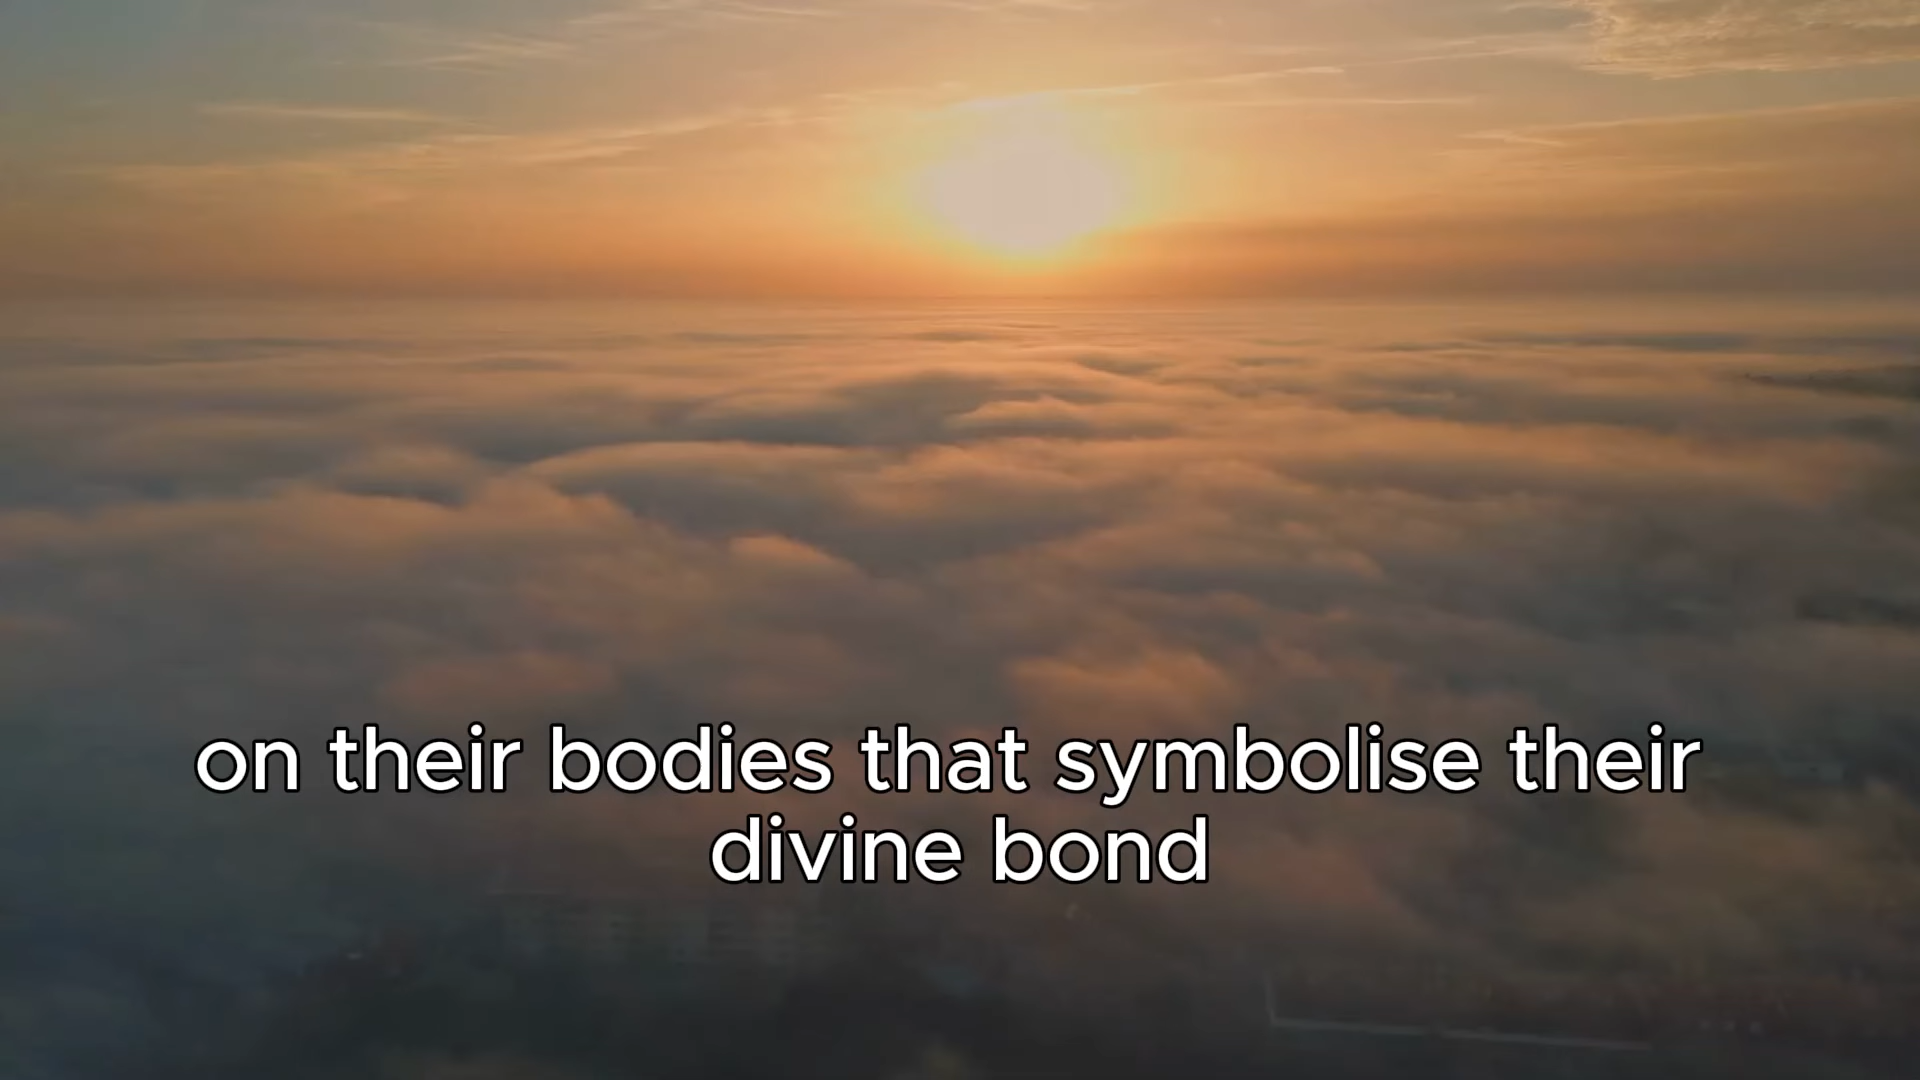 on their bodies that symbolise their
divine bond